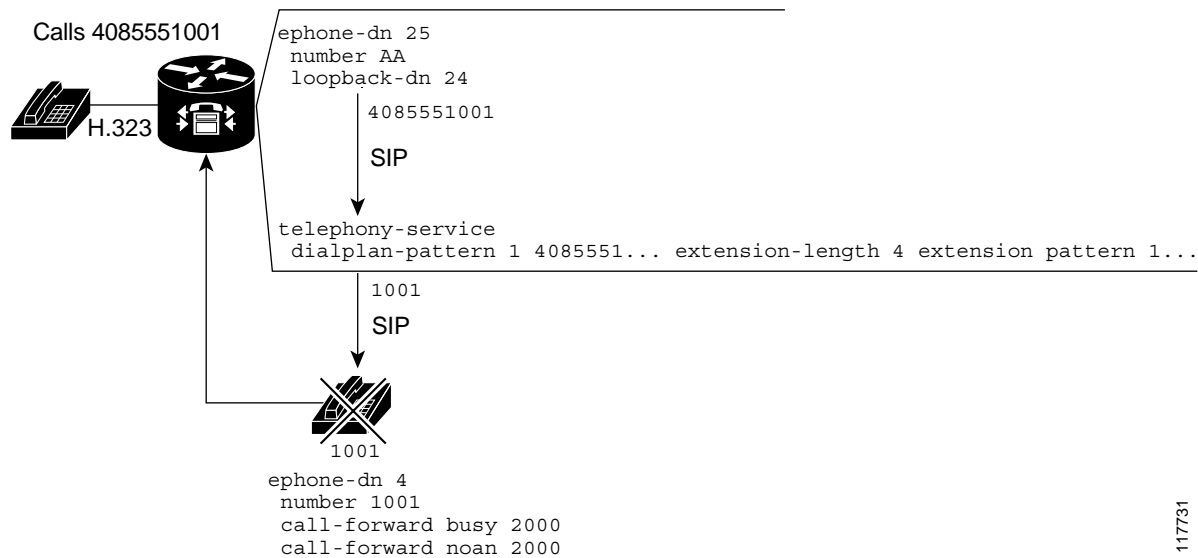 Calls 4085551001
ephone-dn 25
number AA
loopback-dn 24
H.323
4085551001
SIP
telephony-service
dialplan-pattern 1 4085551... extension-length 4 extension pattern 1...
1001
SIP
1001
ephone-dn 4
number 1001
call-forward busy 2000
call-forward noan 2000
117731